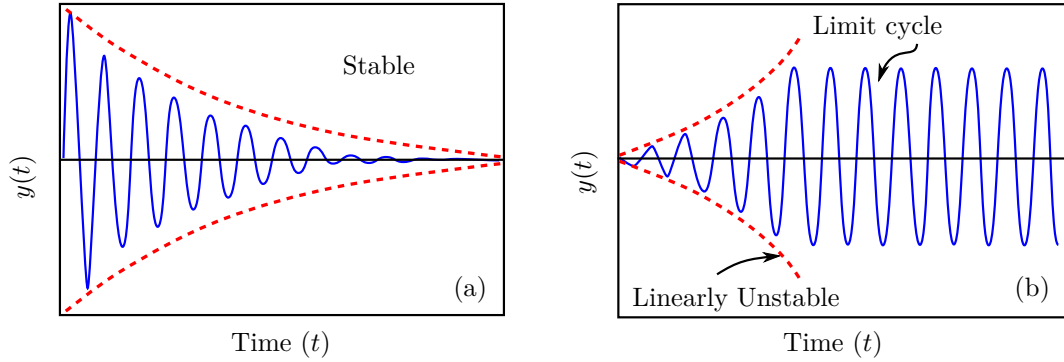 Stable
y(t)
(a)
Time (t)
Limit cycle
y(t)
Linearly Unstable
(b)
Time (t)